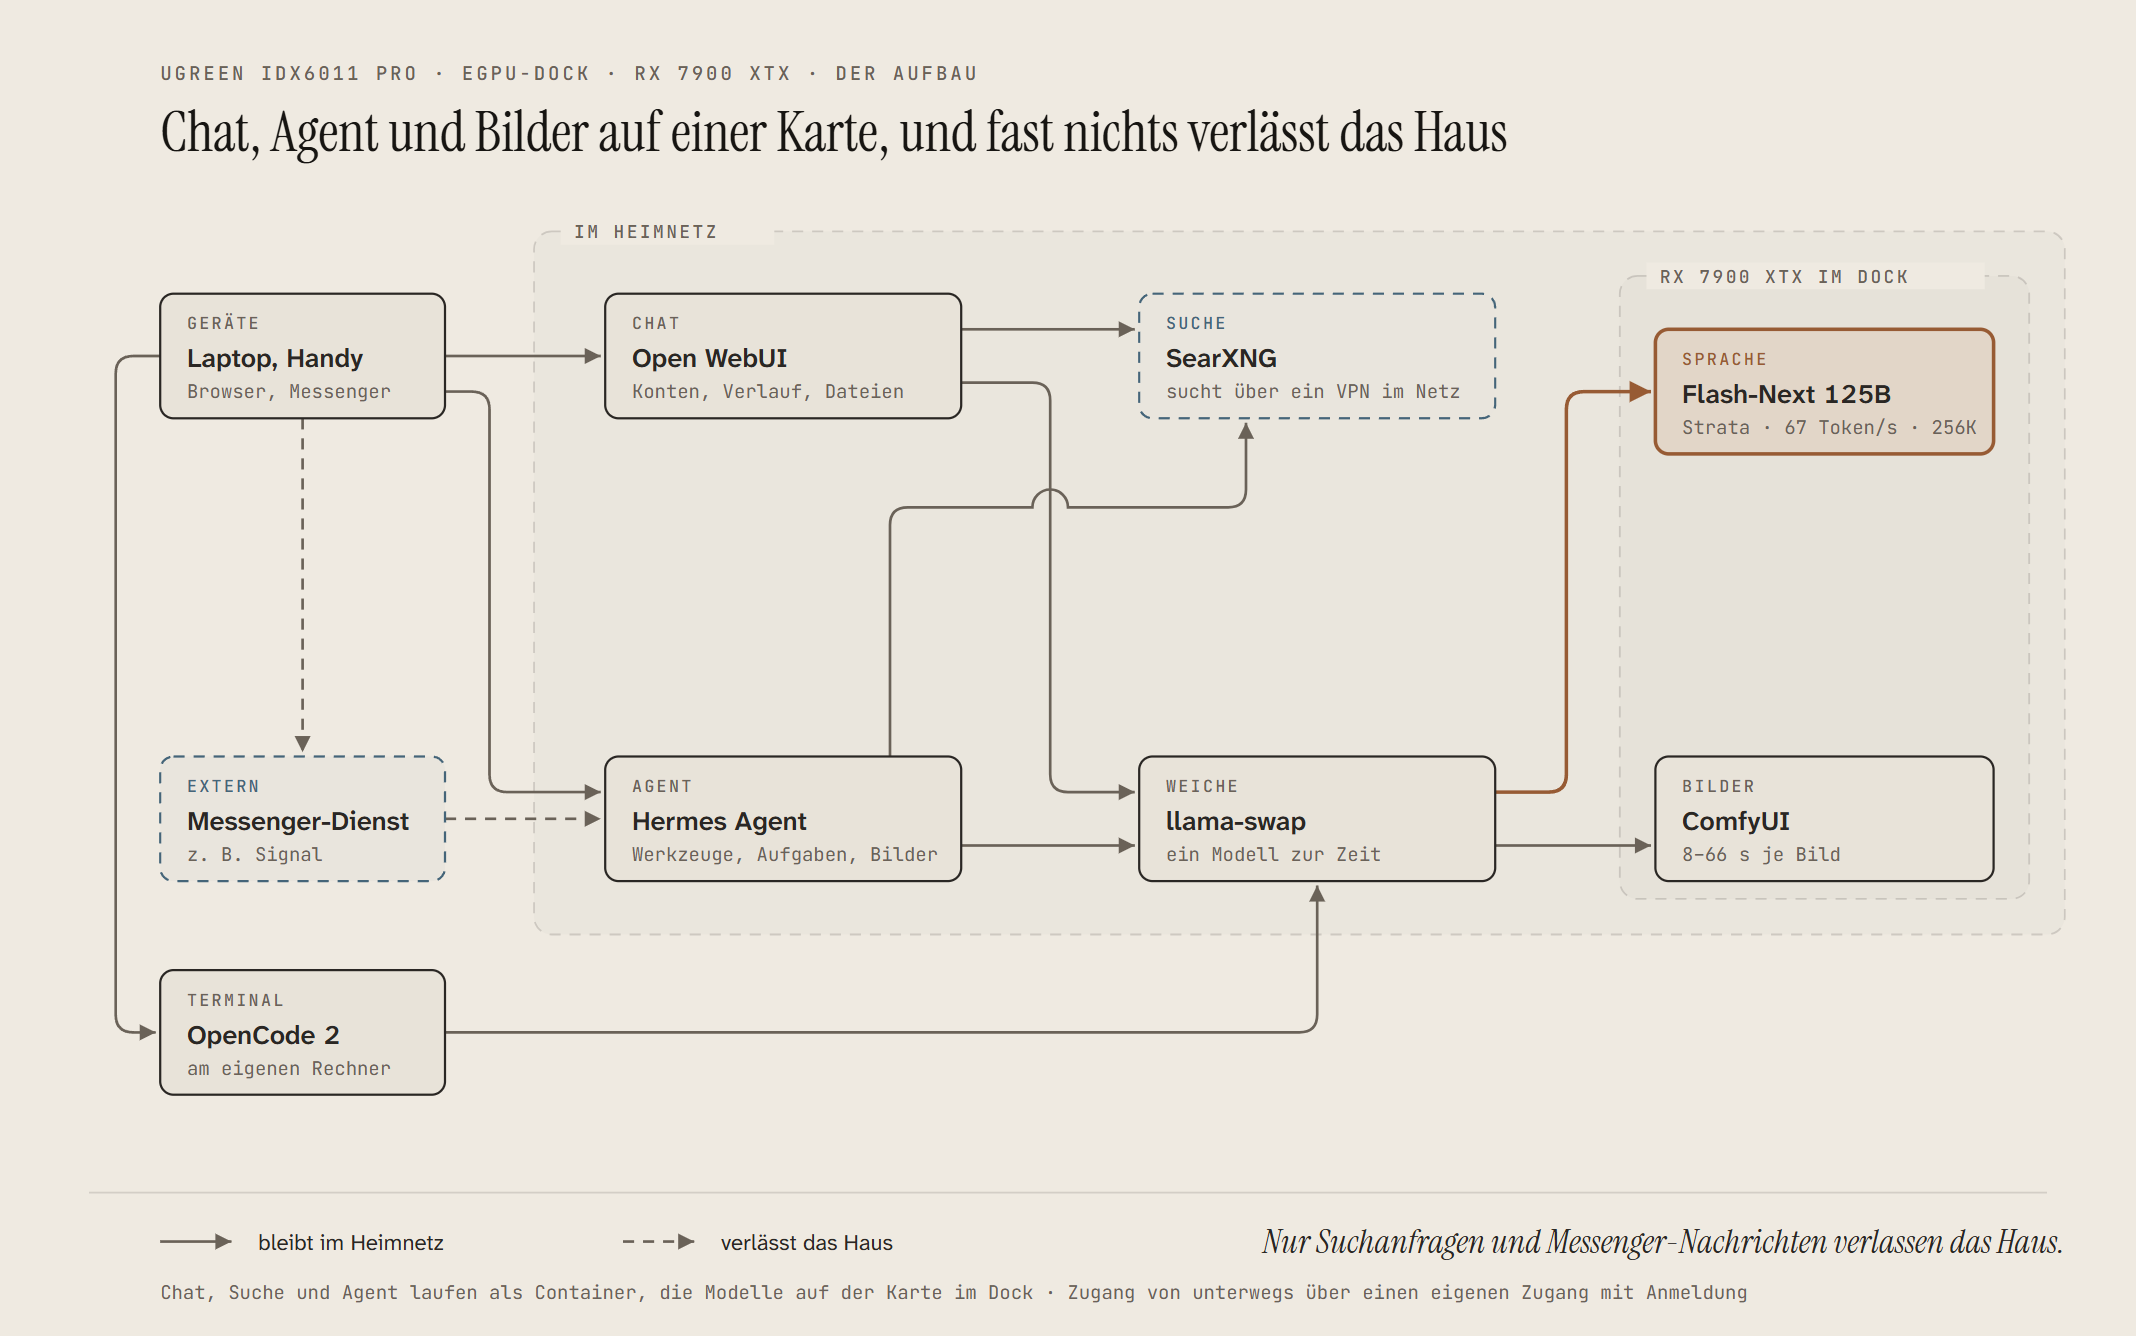 UGREEN IDX6011 PRO · EGPU-DOCK · RX 7900 XTX · DER AUFBAU
Chat, Agent und Bilder auf einer Karte, und fast nichts verlässt das Haus
IM HEIMNETZ
RX 7900 XTX IM DOCK
GERÄTE
Laptop, Handy
Browser, Messenger
CHAT
Open WebUI
Konten, Verlauf, Dateien
SUCHE
SearXNG
sucht über ein VPN im Netz
SPRACHE
Flash-Next 125B
Strata · 67 Token/s · 256K
EXTERN
Messenger-Dienst
z. B. Signal
AGENT
Hermes Agent
Werkzeuge, Aufgaben, Bilder
WEICHE
llama-swap
ein Modell zur Zeit
BILDER
ComfyUI
8–66 s je Bild
TERMINAL
OpenCode 2
am eigenen Rechner
bleibt im Heimnetz
verlässt das Haus
Nur Suchanfragen und Messenger-Nachrichten verlassen das Haus.
Chat, Suche und Agent laufen als Container, die Modelle auf der Karte im Dock · Zugang von unterwegs über einen eigenen Zugang mit Anmeldung